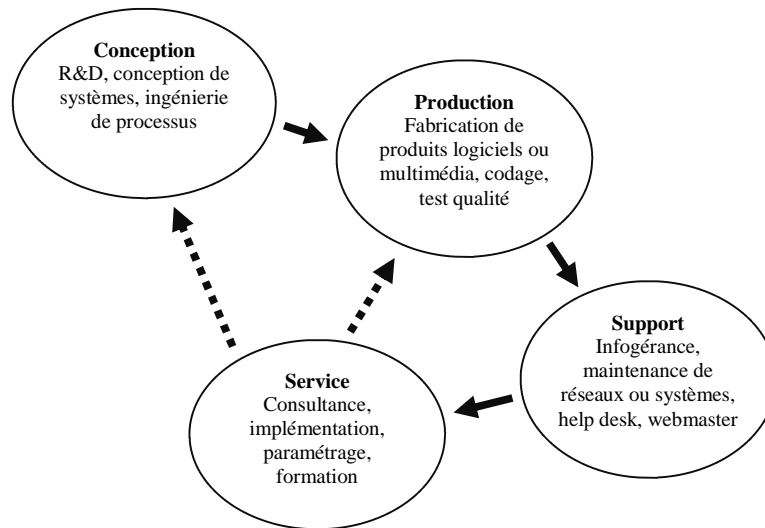 Conception
R&D, conception de
systèmes, ingénierie
de processus
Production
Fabrication de
produits logiciels ou
multimédia, codage,
test qualité
Support
Infogérance,
maintenance de
réseaux ou systèmes,
help desk, webmaster
Service
Consultance,
implémentation,
paramétrage,
formation